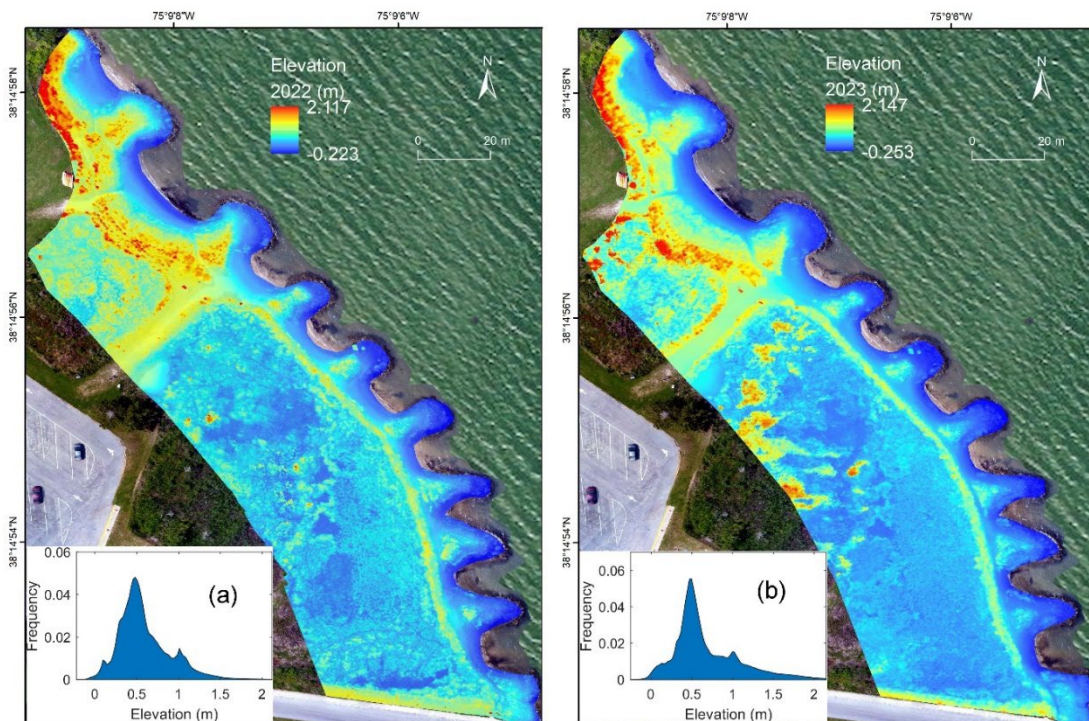 75°9'8"W
75°9'6"W
75°9'8"W
75°9'6"W
38°14'58"N
38°14'56"N
38°14'54"N
Elevation
2022 (m)
2.117
-0.223
N
0
20 m
0.06
0.04
0.02
0
Frequency
(a)
0
0.5
1
1.5
2
Elevation (m)
38°14'58"N
38°14'56"N
38°14'54"N
Elevation
2023 (m)
2.147
-0.253
N
0
20 m
0.06
0.04
0.02
0
Frequency
(b)
0
0.5
1
1.5
2
Elevation (m)